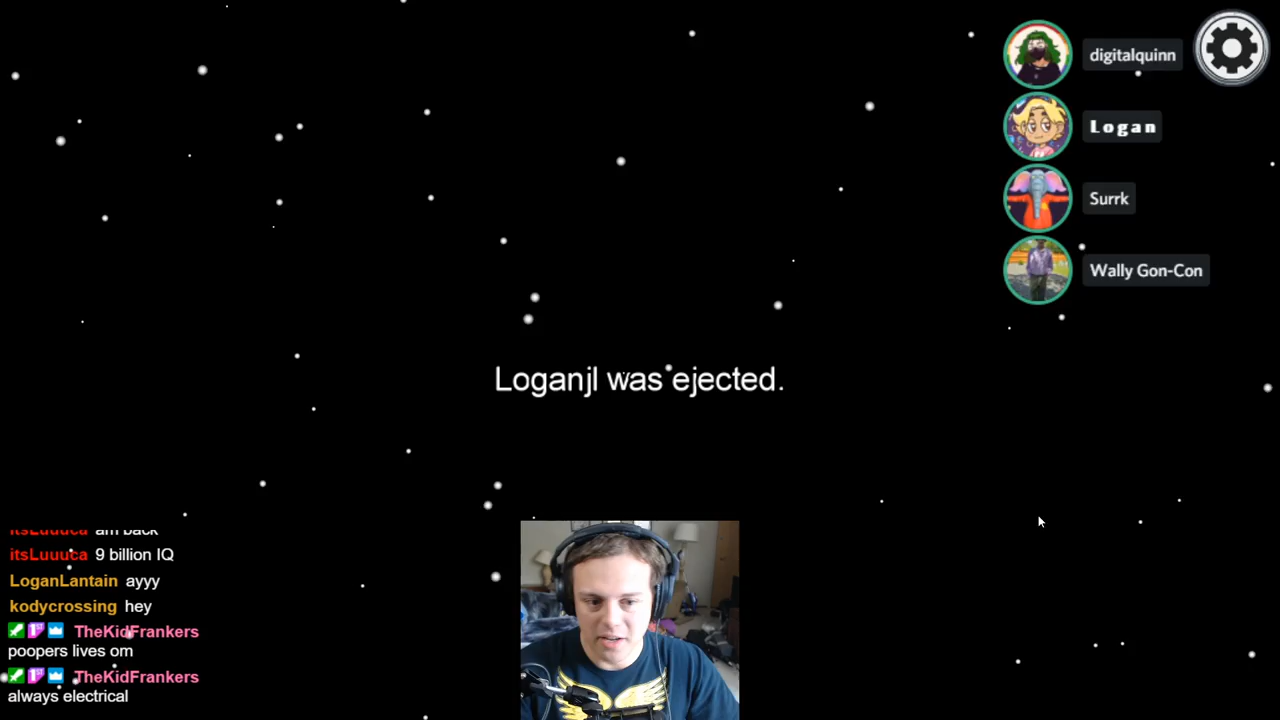 digitalquinn
Logan
Surrk
Wally Gon-Con
Loganjl was ejected.
itsLuuuca am back
itsLuuuca 9 billion IQ
LoganLantain ayyy
kodycrossing hey
TheKidFrankers
poopers lives om
TheKidFrankers
always electrical